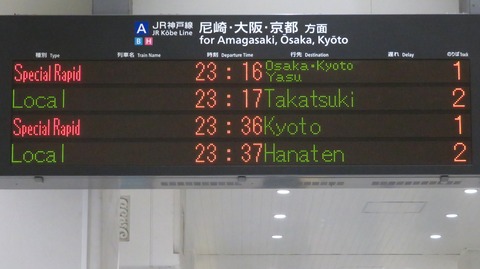 A JR神戸線 尼崎・大阪・京都 方面
B H JR Kōbe Line for Amagasaki, Ōsaka, Kyōto
種別 Type 列車名 Train Name 時刻 Departure Time 行先 Destination 遅れ Delay のりば Track
Special Rapid 23:16 Osaka・Kyoto Yasu 1
Local 23:17 Takatsuki 2
Special Rapid 23:36 Kyoto 1
Local 23:37 Hanaten 2